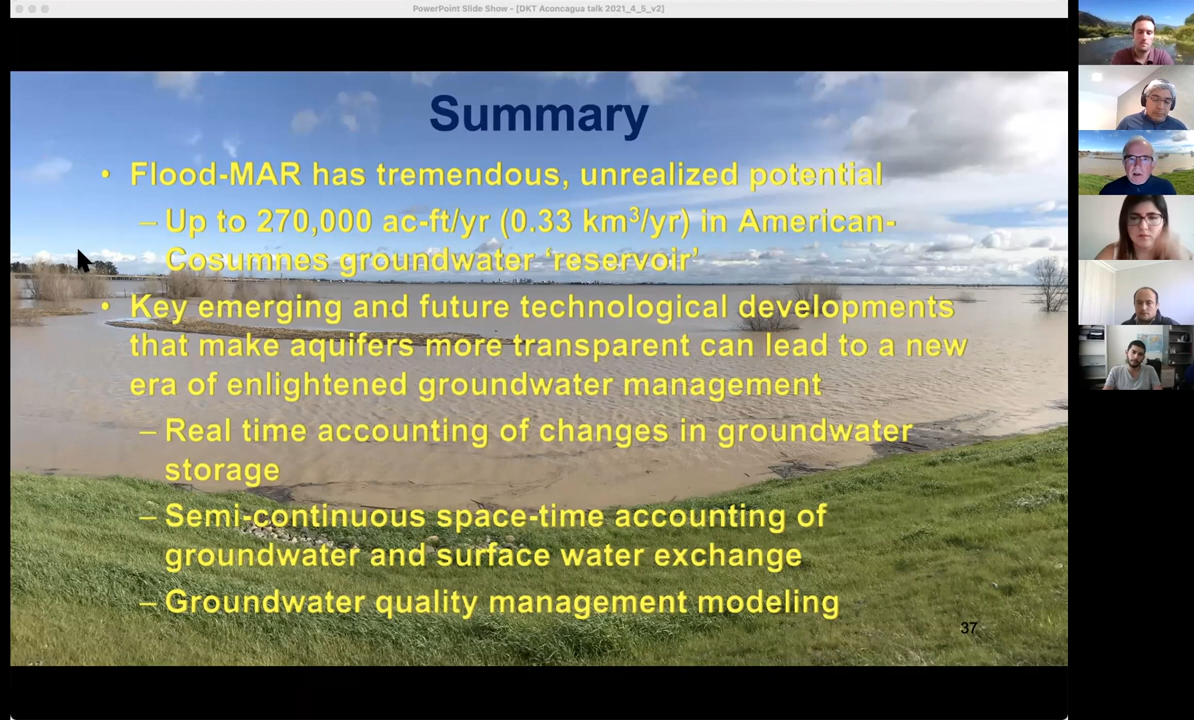 PowerPoint Slide Show - [DKT Aconcagua talk 2021_4_5_v2]
Summary
• Flood-MAR has tremendous, unrealized potential
– Up to 270,000 ac-ft/yr (0.33 km³/yr) in American-
Cosumnes groundwater ‘reservoir’
• Key emerging and future technological developments
that make aquifers more transparent can lead to a new
era of enlightened groundwater management
– Real time accounting of changes in groundwater
storage
– Semi-continuous space-time accounting of
groundwater and surface water exchange
– Groundwater quality management modeling
37